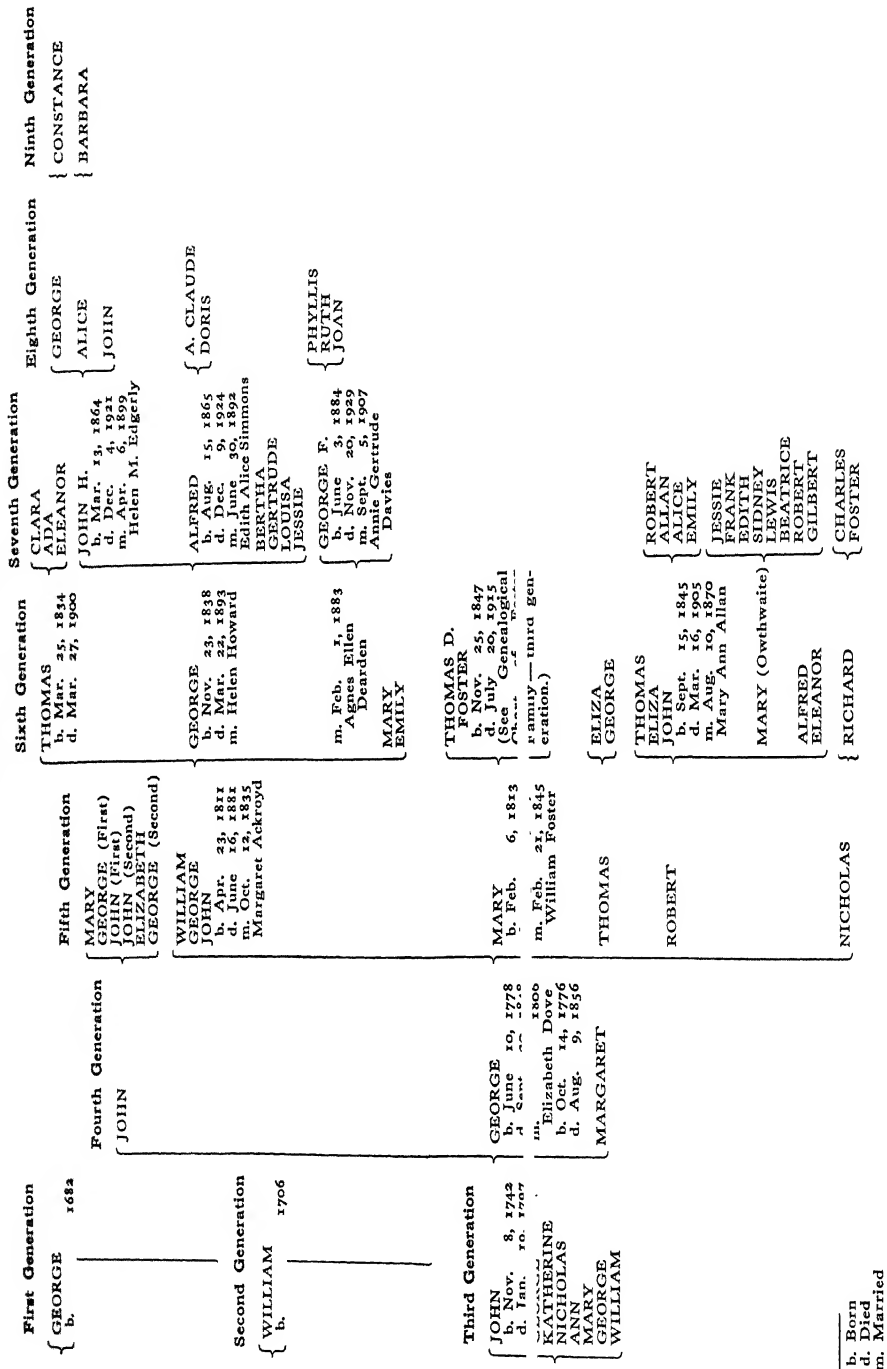 First Generation
GEORGE
b. 1682
Second Generation
WILLIAM
b. 1706
Third Generation
JOHN
b. Nov. 8, 1742
d. Jan. 10,
KATHERINE
NICHOLAS
ANN
MARY
GEORGE
WILLIAM
Fourth Generation
JOHN
GEORGE
b. June 10, 1778
m. 1806
Elizabeth Dove
b. Oct. 14, 1776
d. Aug. 9, 1856
MARGARET
Fifth Generation
MARY
GEORGE (First)
JOHN (First)
JOHN (Second)
ELIZABETH
GEORGE (Second)
WILLIAM
GEORGE
JOHN
b. Apr. 23, 1811
d. June 16, 1881
m. Oct. 12, 1835
Margaret Ackroyd
MARY
b. Feb. 6, 1813
m. Feb. 21, 1845
William Foster
THOMAS
ROBERT
NICHOLAS
Sixth Generation
THOMAS
b. Mar. 25, 1834
d. Mar. 27, 1900
GEORGE
b. Nov. 23, 1838
d. Mar. 22, 1893
m. Helen Howard
m. Feb. 1, 1883
Agnes Ellen
Dearden
MARY
EMILY
THOMAS D.
FOSTER
b. Nov. 25, 1847
d. July 20, 1915
(See Genealogical
Family—third gen-
eration.)
ELIZA
GEORGE
THOMAS
ELIZA
JOHN
b. Sept. 15, 1845
d. Mar. 16, 1905
m. Aug. 10, 1870
Mary Ann Allan
MARY (Owthwaite)
ALFRED
ELEANOR
RICHARD
Seventh Generation
CLARA
ADA
ELEANOR
JOHN H.
b. Mar. 13, 1864
d. Dec. 4, 1921
m. Apr. 6, 1899
Helen M. Edgerly
ALFRED
b. Aug. 15, 1865
d. Dec. 9, 1924
m. June 30, 1892
Edith Alice Simmons
BERTHA
GERTRUDE
LOUISA
JESSIE
GEORGE F.
b. June 3, 1884
d. Nov. 20, 1929
m. Sept. 5, 1907
Annie Gertrude
Davies
ROBERT
ALLAN
ALICE
EMILY
JESSIE
FRANK
EDITH
SIDNEY
LEWIS
BEATRICE
ROBERT
GILBERT
CHARLES
FOSTER
Eighth Generation
GEORGE
ALICE
JOHN
A. CLAUDE
DORIS
PHYLLIS
RUTH
JOAN
Ninth Generation
CONSTANCE
BARBARA
b. Born
d. Died
m. Married